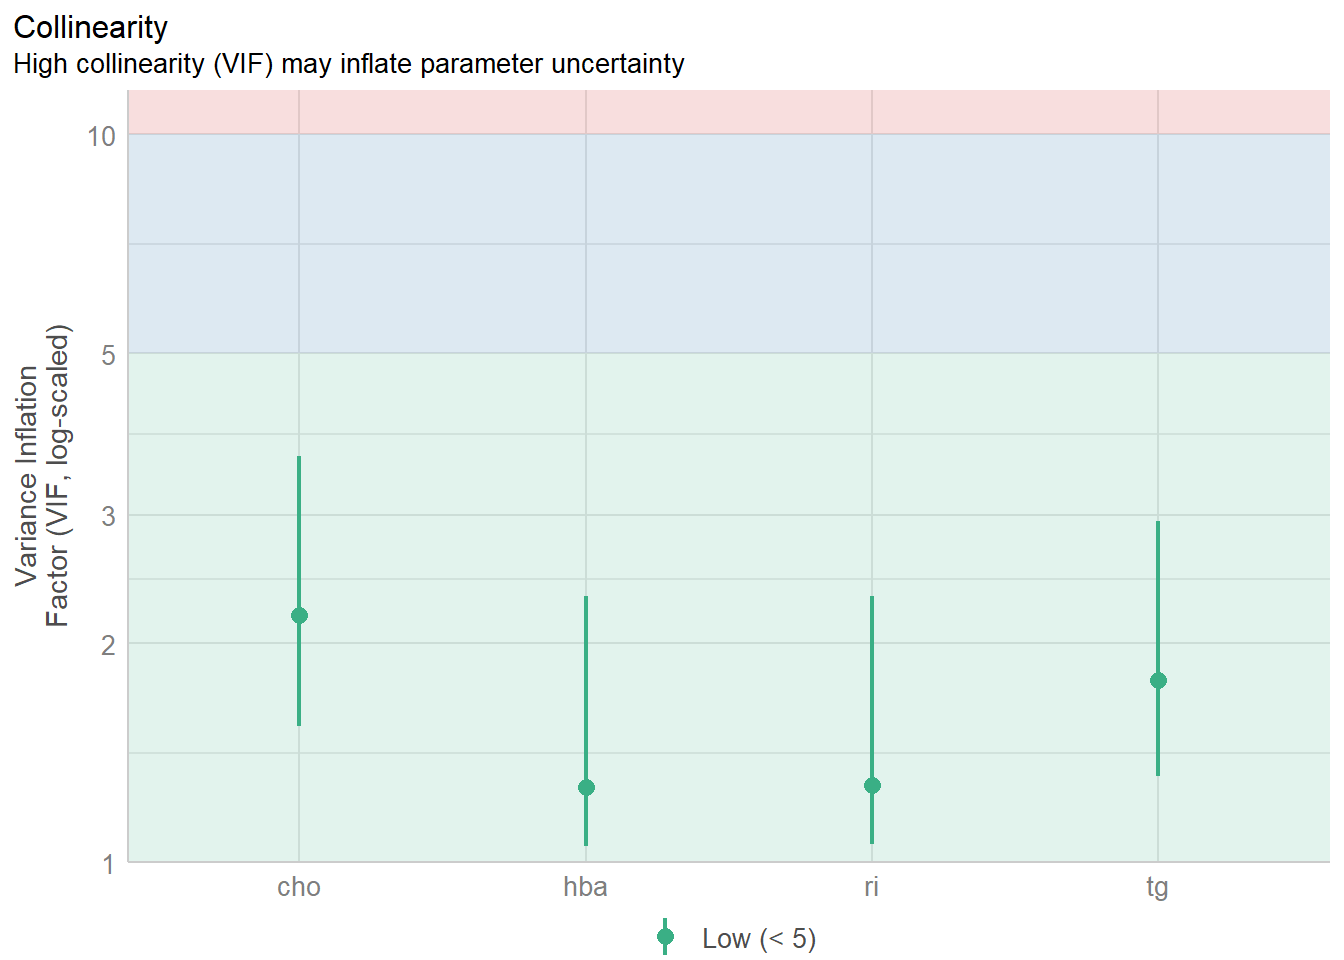 Collinearity
High collinearity (VIF) may inflate parameter uncertainty
Variance Inflation
Factor (VIF, log-scaled)
10
5
3
2
1
cho
hba
ri
tg
Low (< 5)